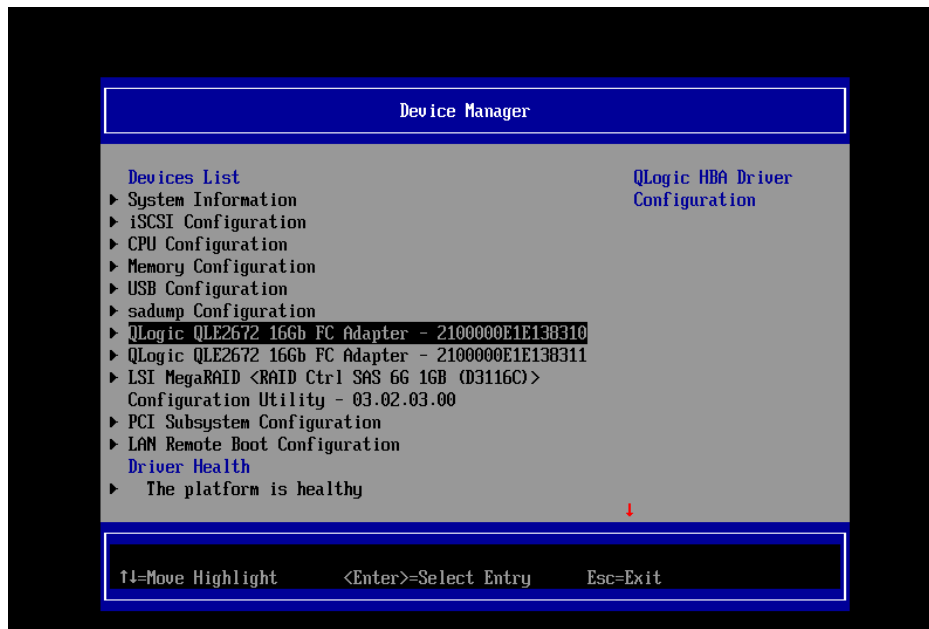 Device Manager
Devices List
QLogic HBA Driver
Configuration
▶ System Information
▶ iSCSI Configuration
▶ CPU Configuration
▶ Memory Configuration
▶ USB Configuration
▶ sadump Configuration
▶ QLogic QLE2672 16Gb FC Adapter - 2100000E1E138310
▶ QLogic QLE2672 16Gb FC Adapter - 2100000E1E138311
▶ LSI MegaRAID <RAID Ctrl SAS 6G 1GB (D3116C)>
Configuration Utility - 03.02.03.00
▶ PCI Subsystem Configuration
▶ LAN Remote Boot Configuration
Driver Health
▶ The platform is healthy
↓
↑↓=Move Highlight <Enter>=Select Entry Esc=Exit